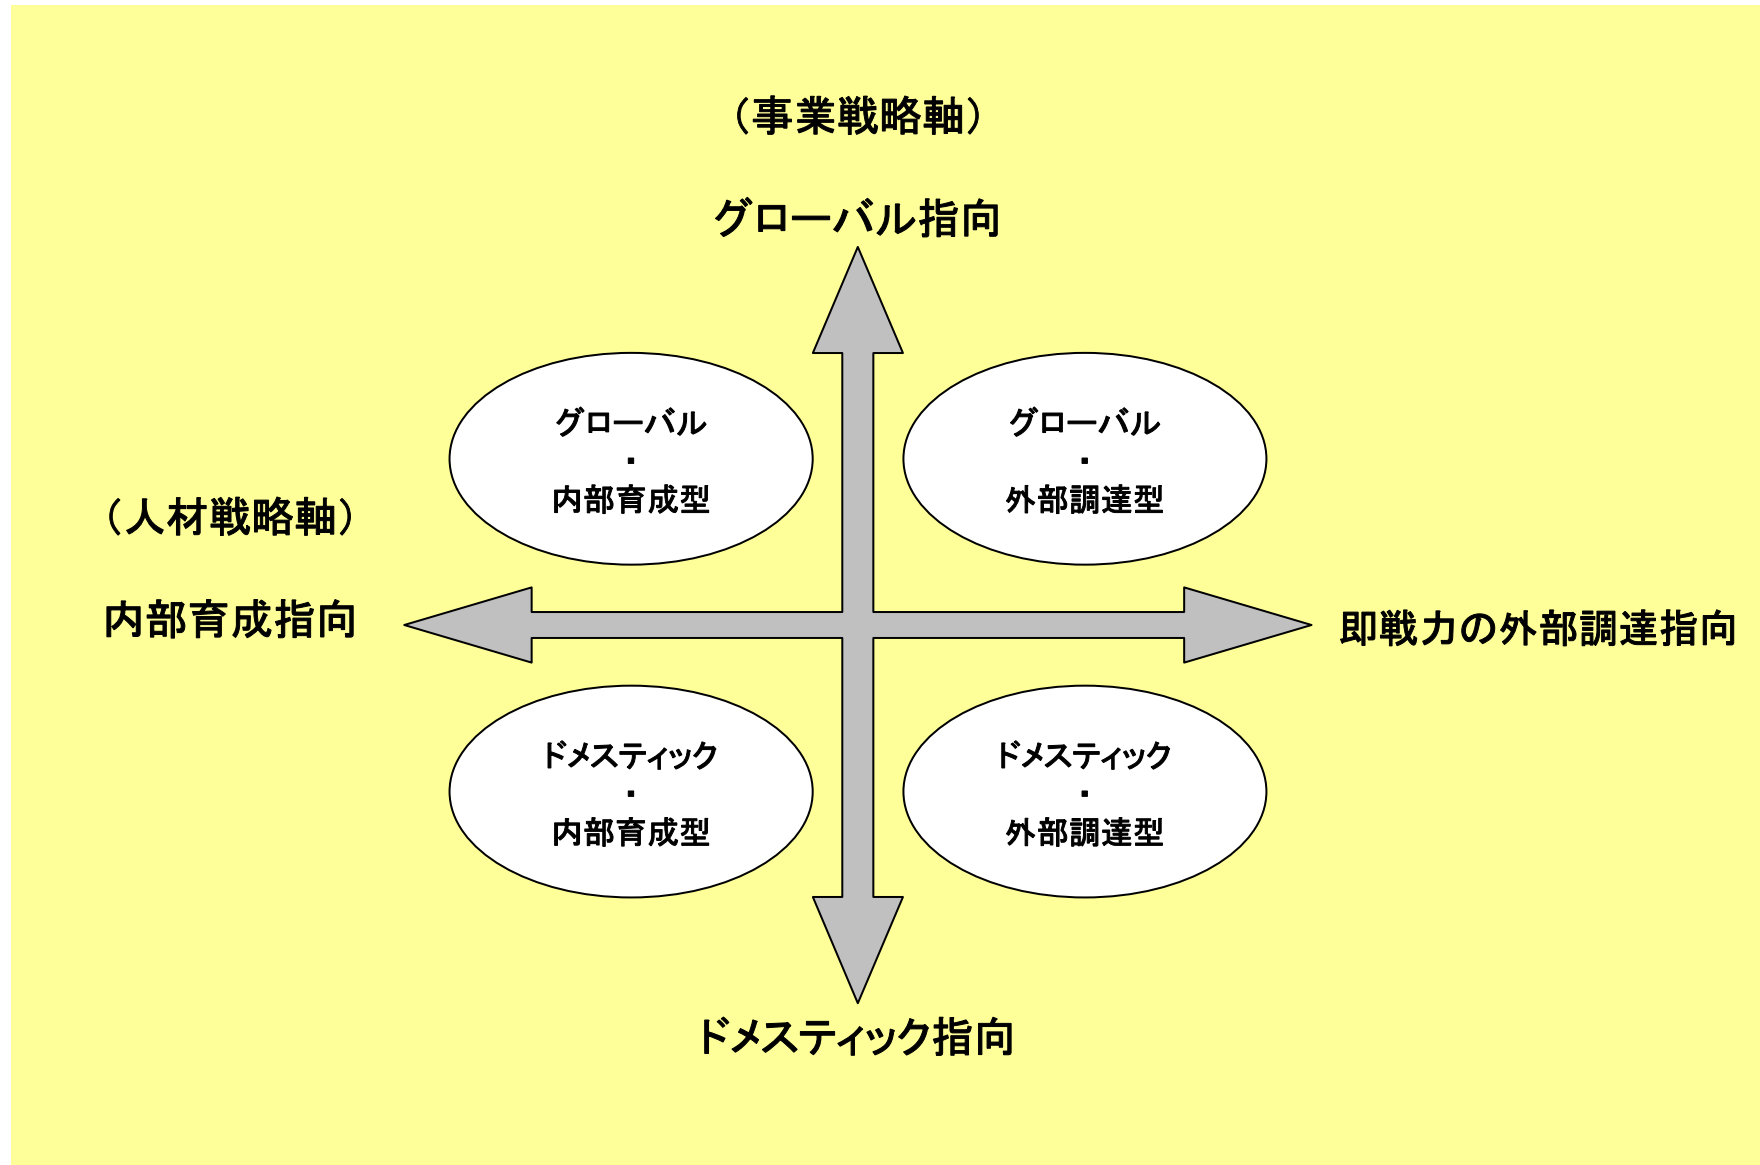 （事業戦略軸）
グローバル指向
グローバル
・
内部育成型
グローバル
・
外部調達型
（人材戦略軸）
内部育成指向
即戦力の外部調達指向
ドメスティック
・
内部育成型
ドメスティック
・
外部調達型
ドメスティック指向